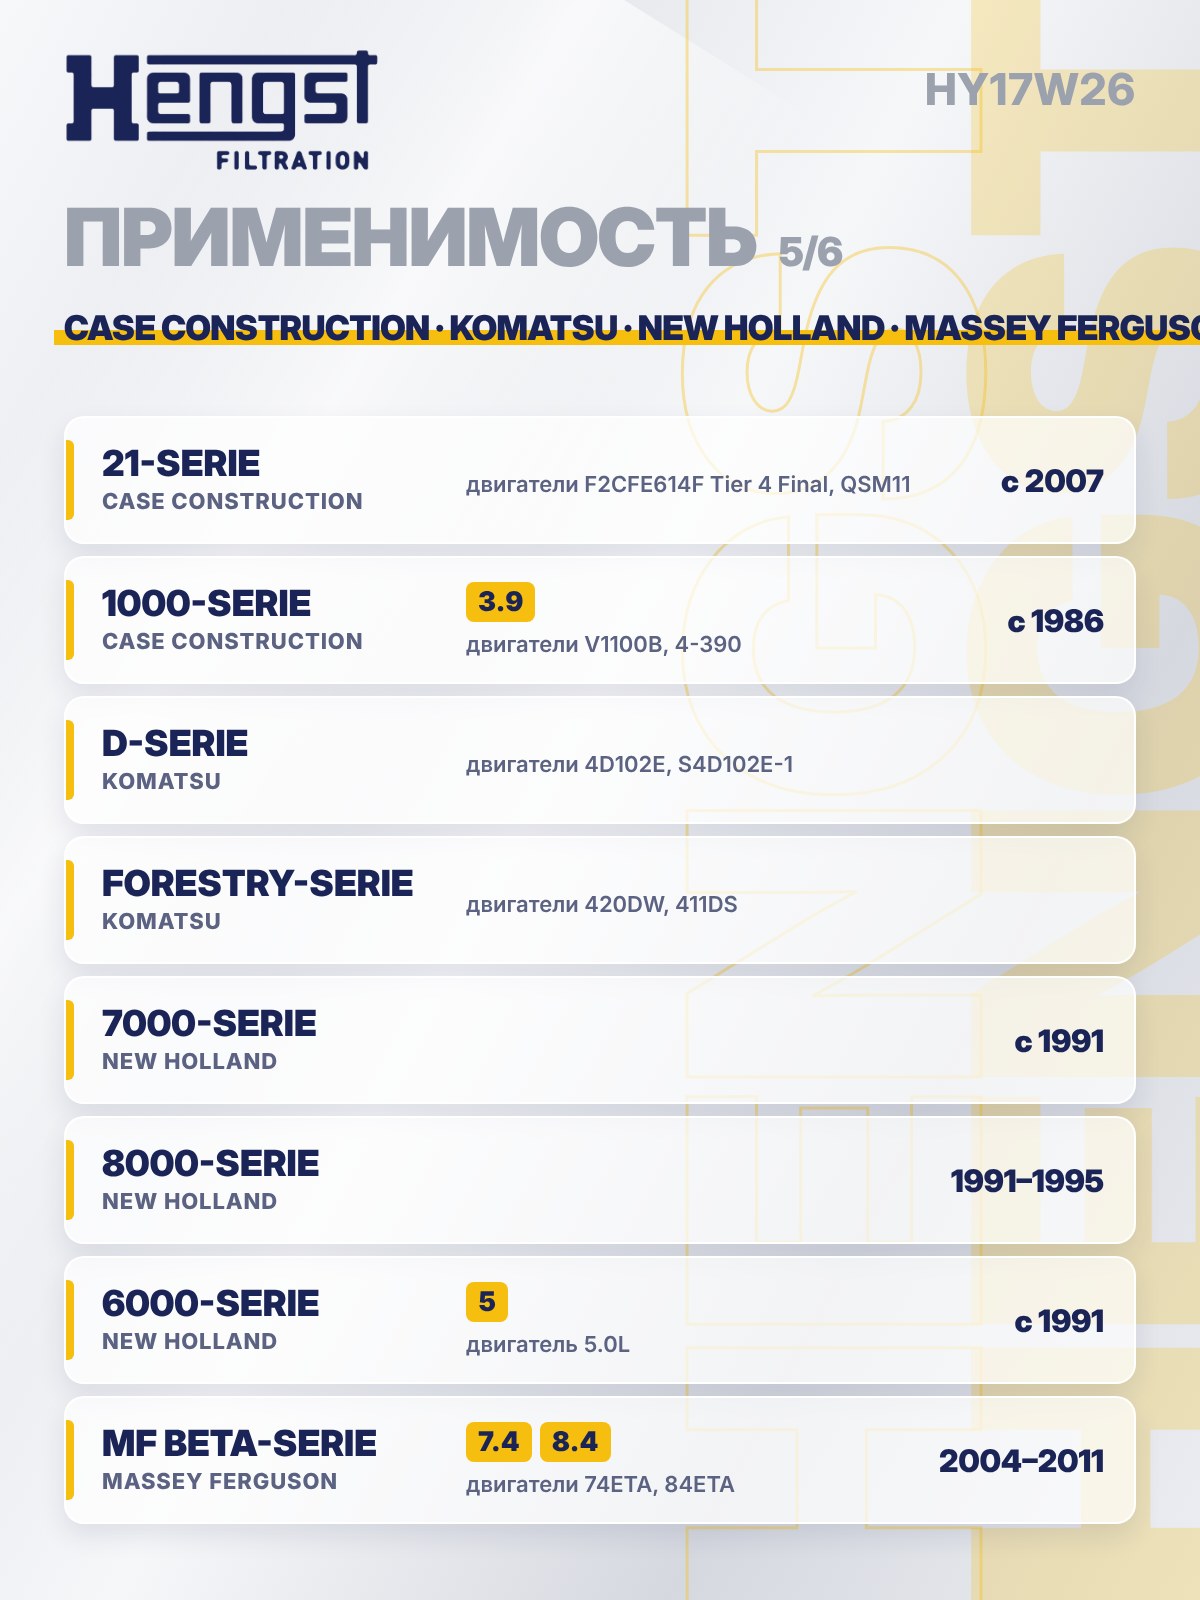 Hengst
FILTRATION
HY17W26
ПРИМЕНИМОСТЬ 5/6
CASE CONSTRUCTION · KOMATSU · NEW HOLLAND · MASSEY
21-SERIE
CASE CONSTRUCTION
двигатели F2CFE614F Tier 4 Final, QSM11
с 2007
1000-SERIE
CASE CONSTRUCTION
3.9
двигатели V1100B, 4-390
с 1986
D-SERIE
KOMATSU
двигатели 4D102E, S4D102E-1
FORESTRY-SERIE
KOMATSU
двигатели 420DW, 411DS
7000-SERIE
NEW HOLLAND
с 1991
8000-SERIE
NEW HOLLAND
1991–1995
6000-SERIE
NEW HOLLAND
5
двигатель 5.0L
с 1991
MF BETA-SERIE
MASSEY FERGUSON
7.4 8.4
двигатели 74ETA, 84ETA
2004–2011
HENGST